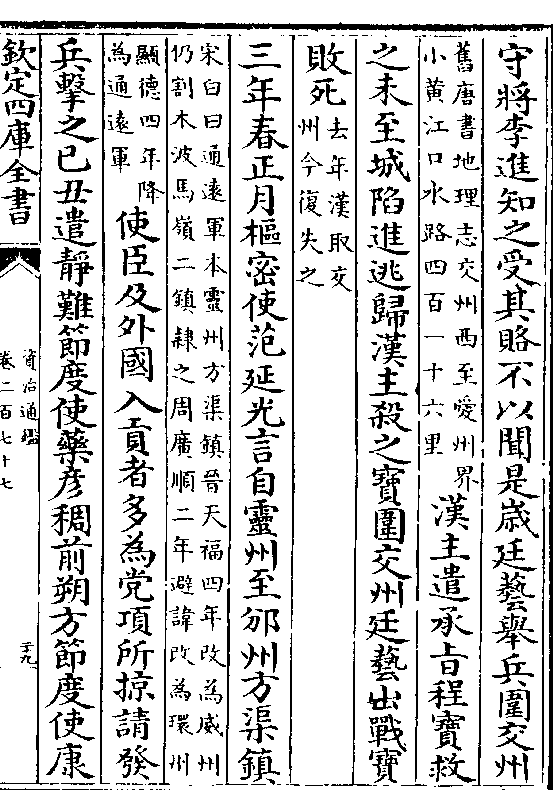 守將李進知之受其賂不以聞是歲廷藝舉兵圍交州
舊唐書地理志交州西至愛州界
小黄江口水路四百一十六里
漢主遣承旨程寶救
之未至城陷進逃歸漢主殺之寶圍交州廷藝出戰寶
敗死
去年漢取交
州今復失之
三年春正月樞密使范延光言自靈州至邠州方渠鎮
宋白曰通遠軍本靈州方渠鎮晉天福四年改為威州
仍割木波馬嶺二鎮隸之周廣順二年避諱改為環州
顯德四年降
為通遠軍
使臣及外國入貢者多為党項所掠請發
兵擊之己丑遣靜難節度使藥彦稠前朔方節度使康
欽定四庫全書
資治通鑑
卷二百七十七
二十九